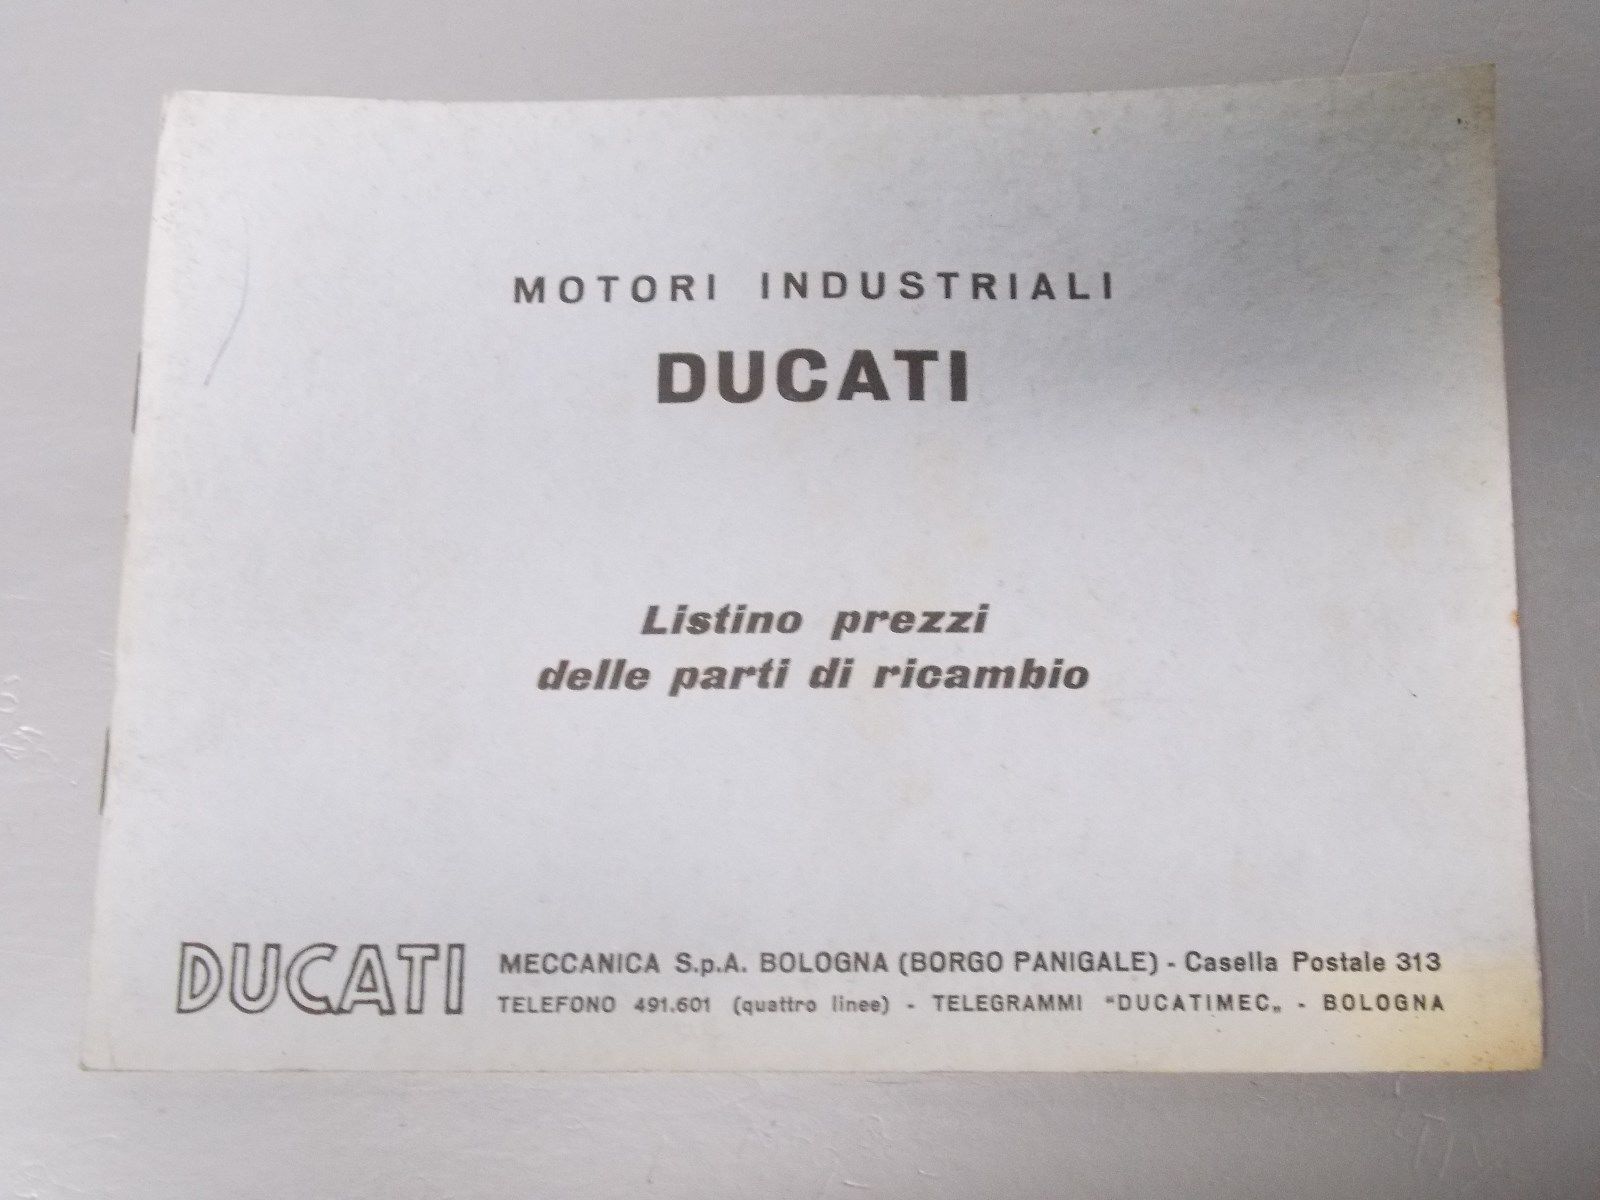 MOTORI INDUSTRIALI
DUCATI
Listino prezzi
delle parti di ricambio
DUCATI MECCANICA S.p.A. BOLOGNA (BORGO PANIGALE) - Casella Postale 313
TELEFONO 491.601 (quattro linee) - TELEGRAMMI "DUCATIMEC„ - BOLOGNA